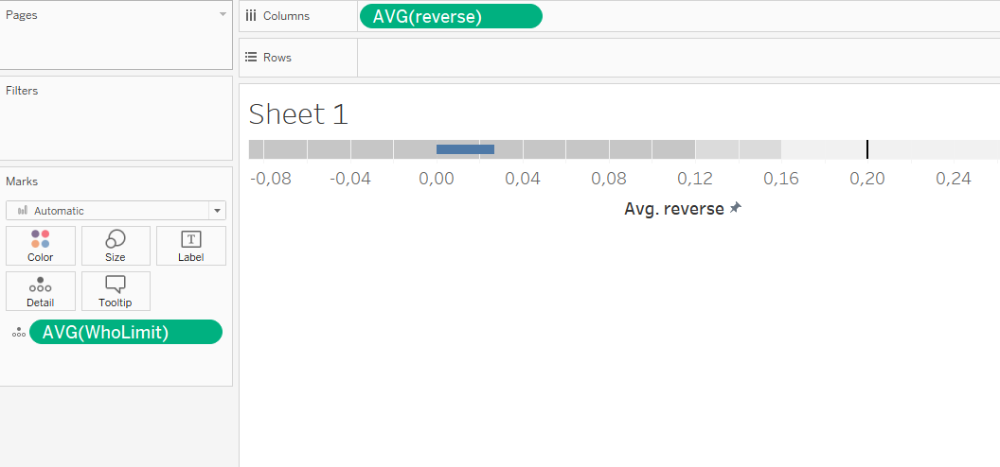 Pages
Columns
AVG(reverse)
Rows
Filters
Sheet 1
-0,08 -0,04 0,00 0,04 0,08 0,12 0,16 0,20 0,24
Avg. reverse
Marks
Automatic
Color Size Label
Detail Tooltip
AVG(WhoLimit)